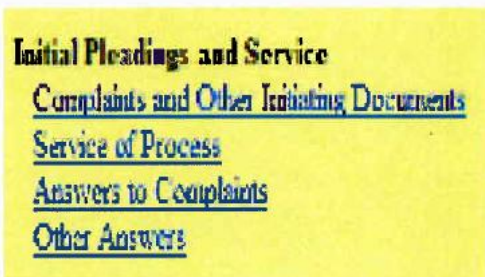 Initial Pleadings and Service
Complaints and Other Initiating Documents
Service of Process
Answers to Complaints
Other Answers